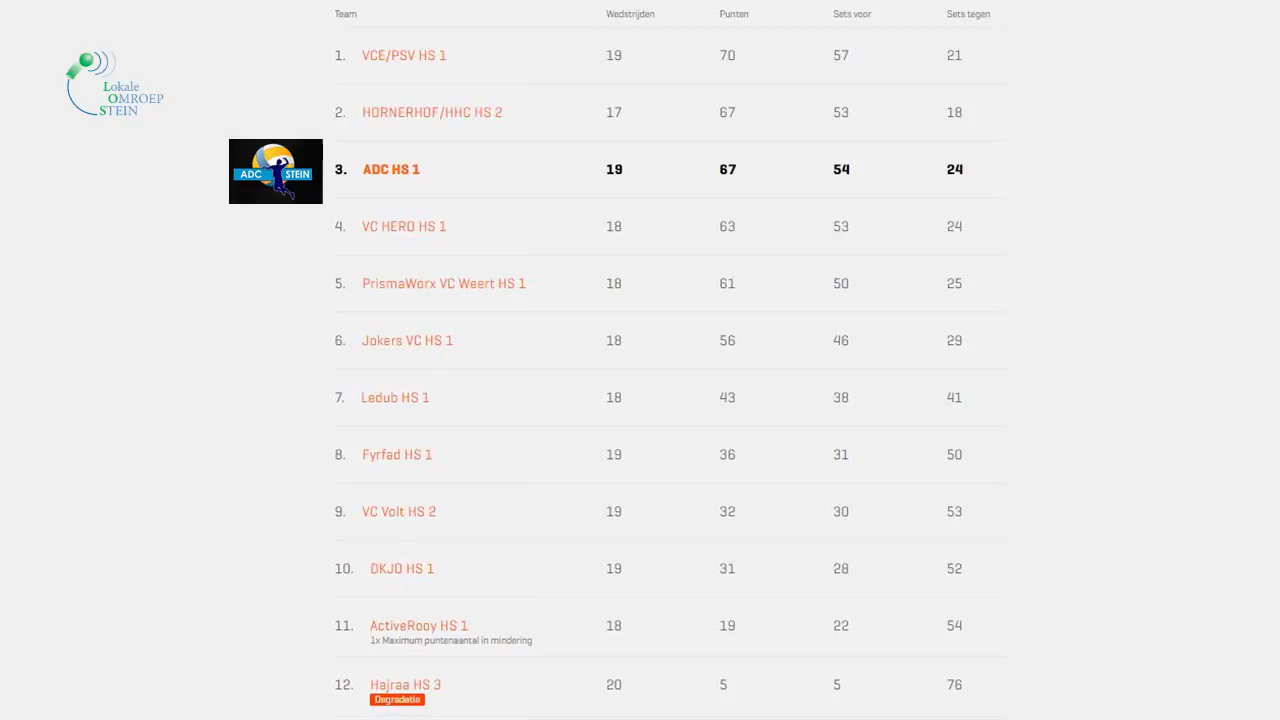 Team Wedstrijden Punten Sets voor Sets tegen
Lokale
OMROEP
STEIN
1. VCE/PSV HS 1 19 70 57 21
2. HORNERHOF/HHC HS 2 17 67 53 18
ADC STEIN
3. ADC HS 1 19 67 54 24
4. VC HERO HS 1 18 63 53 24
5. PrismaWorx VC Weert HS 1 18 61 50 25
6. Jokers VC HS 1 18 56 46 29
7. Ledub HS 1 18 43 38 41
8. Fyrfad HS 1 19 36 31 50
9. VC Volt HS 2 19 32 30 53
10. DKJO HS 1 19 31 28 52
11. ActiveRooy HS 1 18 19 22 54
1x Maximum puntenaantal in mindering
12. Hajraa HS 3 20 5 5 76
Degradatie